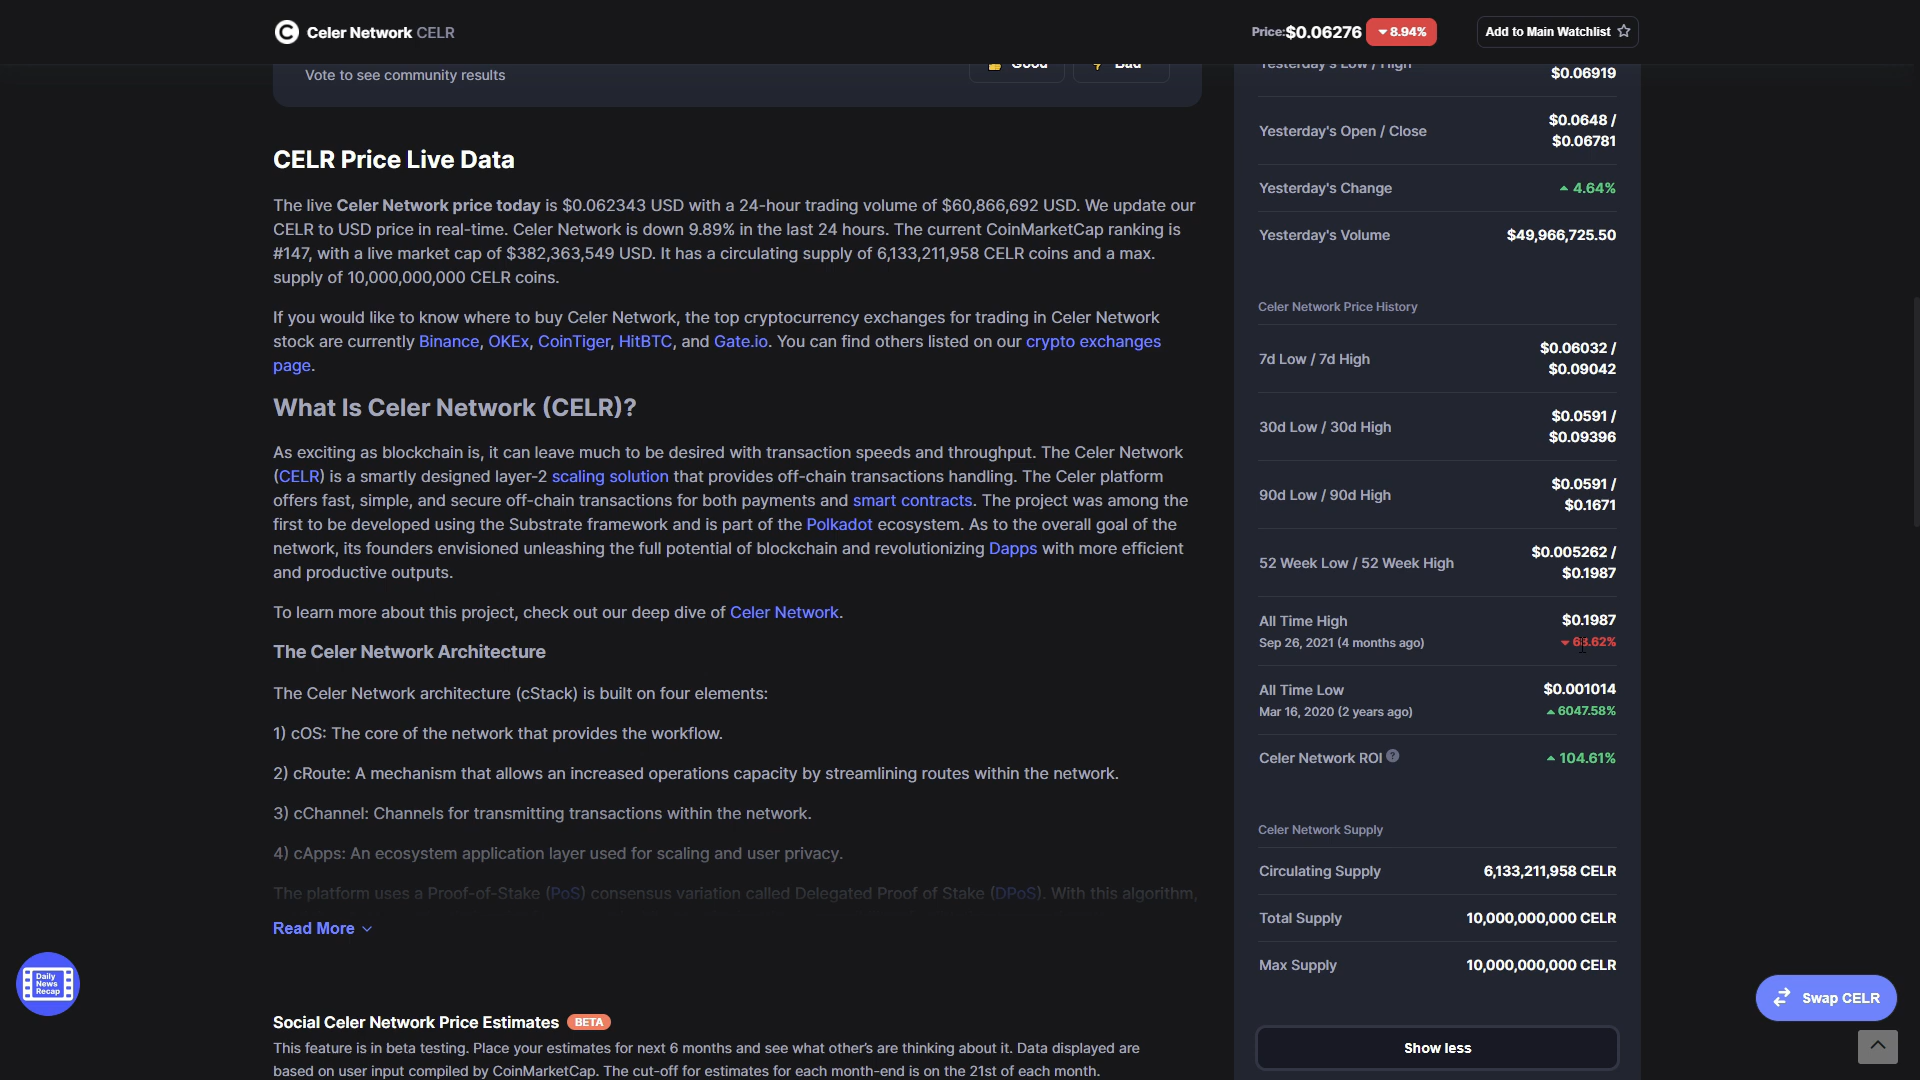 Celer Network CELR
Price:$0.06276 8.94%
Add to Main Watchlist
Vote to see community results
Good
Bad
CELR Price Live Data
The live Celer Network price today is $0.062343 USD with a 24-hour trading volume of $60,866,692 USD. We update our
CELR to USD price in real-time. Celer Network is down 9.89% in the last 24 hours. The current CoinMarketCap ranking is
#147, with a live market cap of $382,363,549 USD. It has a circulating supply of 6,133,211,958 CELR coins and a max.
supply of 10,000,000,000 CELR coins.
If you would like to know where to buy Celer Network, the top cryptocurrency exchanges for trading in Celer Network
stock are currently Binance, OKEx, CoinTiger, HitBTC, and Gate.io. You can find others listed on our crypto exchanges
page.
What Is Celer Network (CELR)?
As exciting as blockchain is, it can leave much to be desired with transaction speeds and throughput. The Celer Network
(CELR) is a smartly designed layer-2 scaling solution that provides off-chain transactions handling. The Celer platform
offers fast, simple, and secure off-chain transactions for both payments and smart contracts. The project was among the
first to be developed using the Substrate framework and is part of the Polkadot ecosystem. As to the overall goal of the
network, its founders envisioned unleashing the full potential of blockchain and revolutionizing Dapps with more efficient
and productive outputs.
To learn more about this project, check out our deep dive of Celer Network.
The Celer Network Architecture
The Celer Network architecture (cStack) is built on four elements:
1) cOS: The core of the network that provides the workflow.
2) cRoute: A mechanism that allows an increased operations capacity by streamlining routes within the network.
3) cChannel: Channels for transmitting transactions within the network.
4) cApps: An ecosystem application layer used for scaling and user privacy.
The platform uses a Proof-of-Stake (PoS) consensus variation called Delegated Proof of Stake (DPoS). With this algorithm,
Read More
Social Celer Network Price Estimates BETA
This feature is in beta testing. Place your estimates for next 6 months and see what other's are thinking about it. Data displayed are
based on user input compiled by CoinMarketCap. The cut-off for estimates for each month-end is on the 21st of each month.
Yesterday's Low / High
$0.06919
Yesterday's Open / Close
$0.0648 /
$0.06781
Yesterday's Change
4.64%
Yesterday's Volume
$49,966,725.50
Celer Network Price History
7d Low / 7d High
$0.06032 /
$0.09042
30d Low / 30d High
$0.0591 /
$0.09396
90d Low / 90d High
$0.0591 /
$0.1671
52 Week Low / 52 Week High
$0.005262 /
$0.1987
All Time High
$0.1987
Sep 26, 2021 (4 months ago)
All Time Low
$0.001014
Mar 16, 2020 (2 years ago)
6047.58%
Celer Network ROI ?
104.61%
Celer Network Supply
Circulating Supply
6,133,211,958 CELR
Total Supply
10,000,000,000 CELR
Max Supply
10,000,000,000 CELR
Show less
Daily
News
Recap
Swap CELR